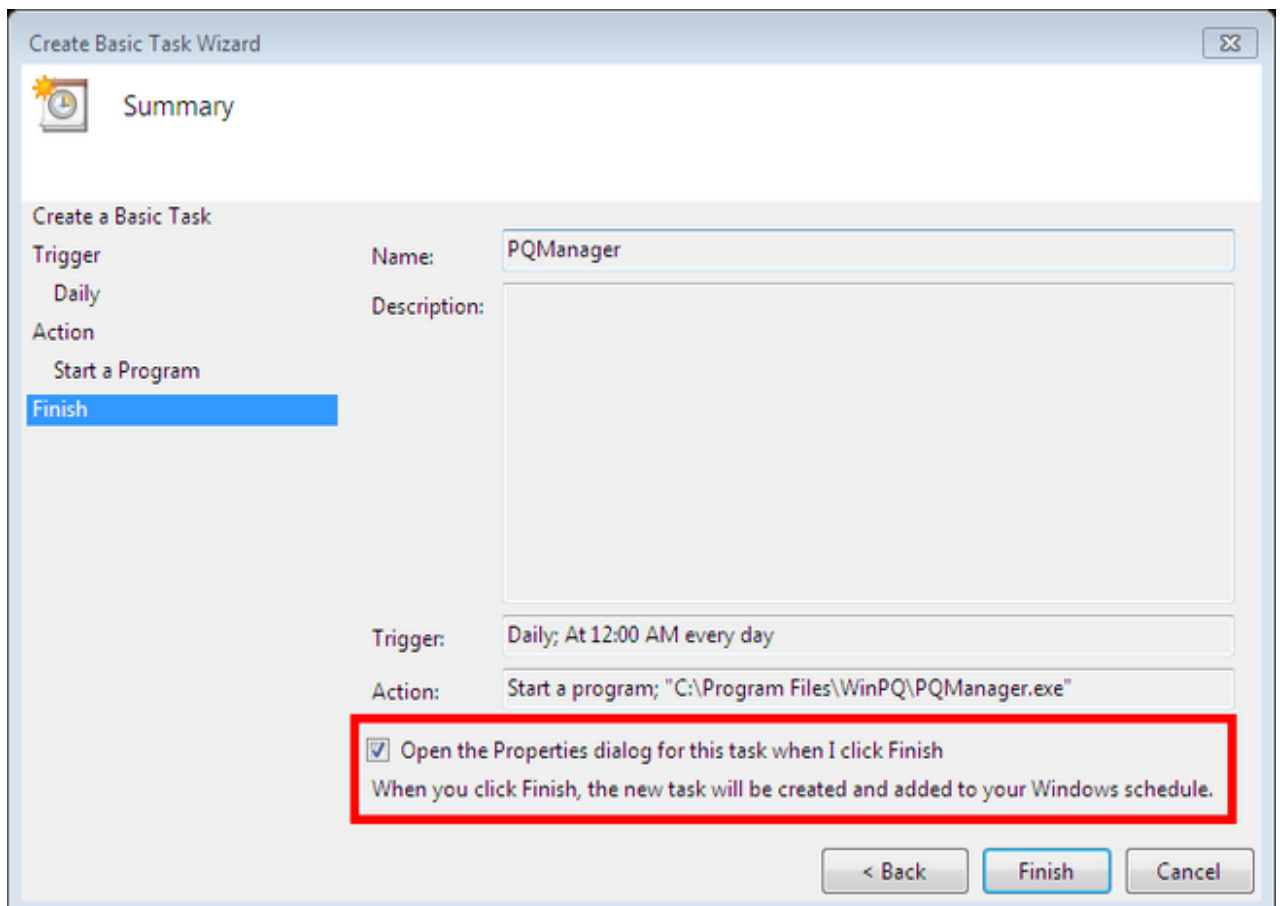 Create Basic Task Wizard
Summary
Create a Basic Task
Trigger
Daily
Action
Start a Program
Finish
Name: PQManager
Description:
Trigger: Daily; At 12:00 AM every day
Action: Start a program; "C:\Program Files\WinPQ\PQManager.exe"
Open the Properties dialog for this task when I click Finish
When you click Finish, the new task will be created and added to your Windows schedule.
< Back Finish Cancel